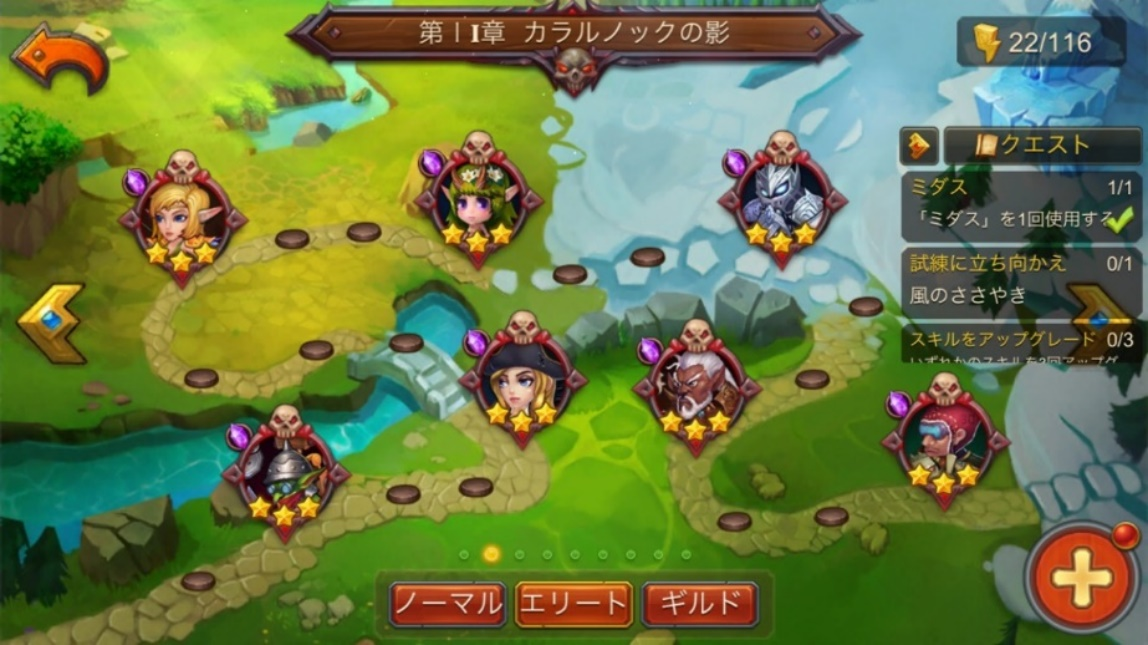 第II章 カラルノックの影
22/116
クエスト
ミダス 1/1
「ミダス」を1回使用する
試練に立ち向かえ 0/1
風のささやき
スキルをアップグレード 0/3
ノーマル
エリート
ギルド